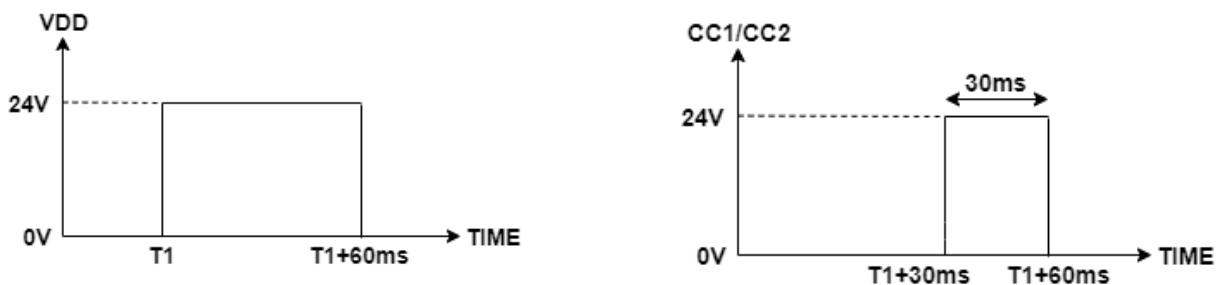 VDD
24V
0V
T1
T1+60ms
TIME
CC1/CC2
30ms
24V
0V
T1+30ms
T1+60ms
TIME